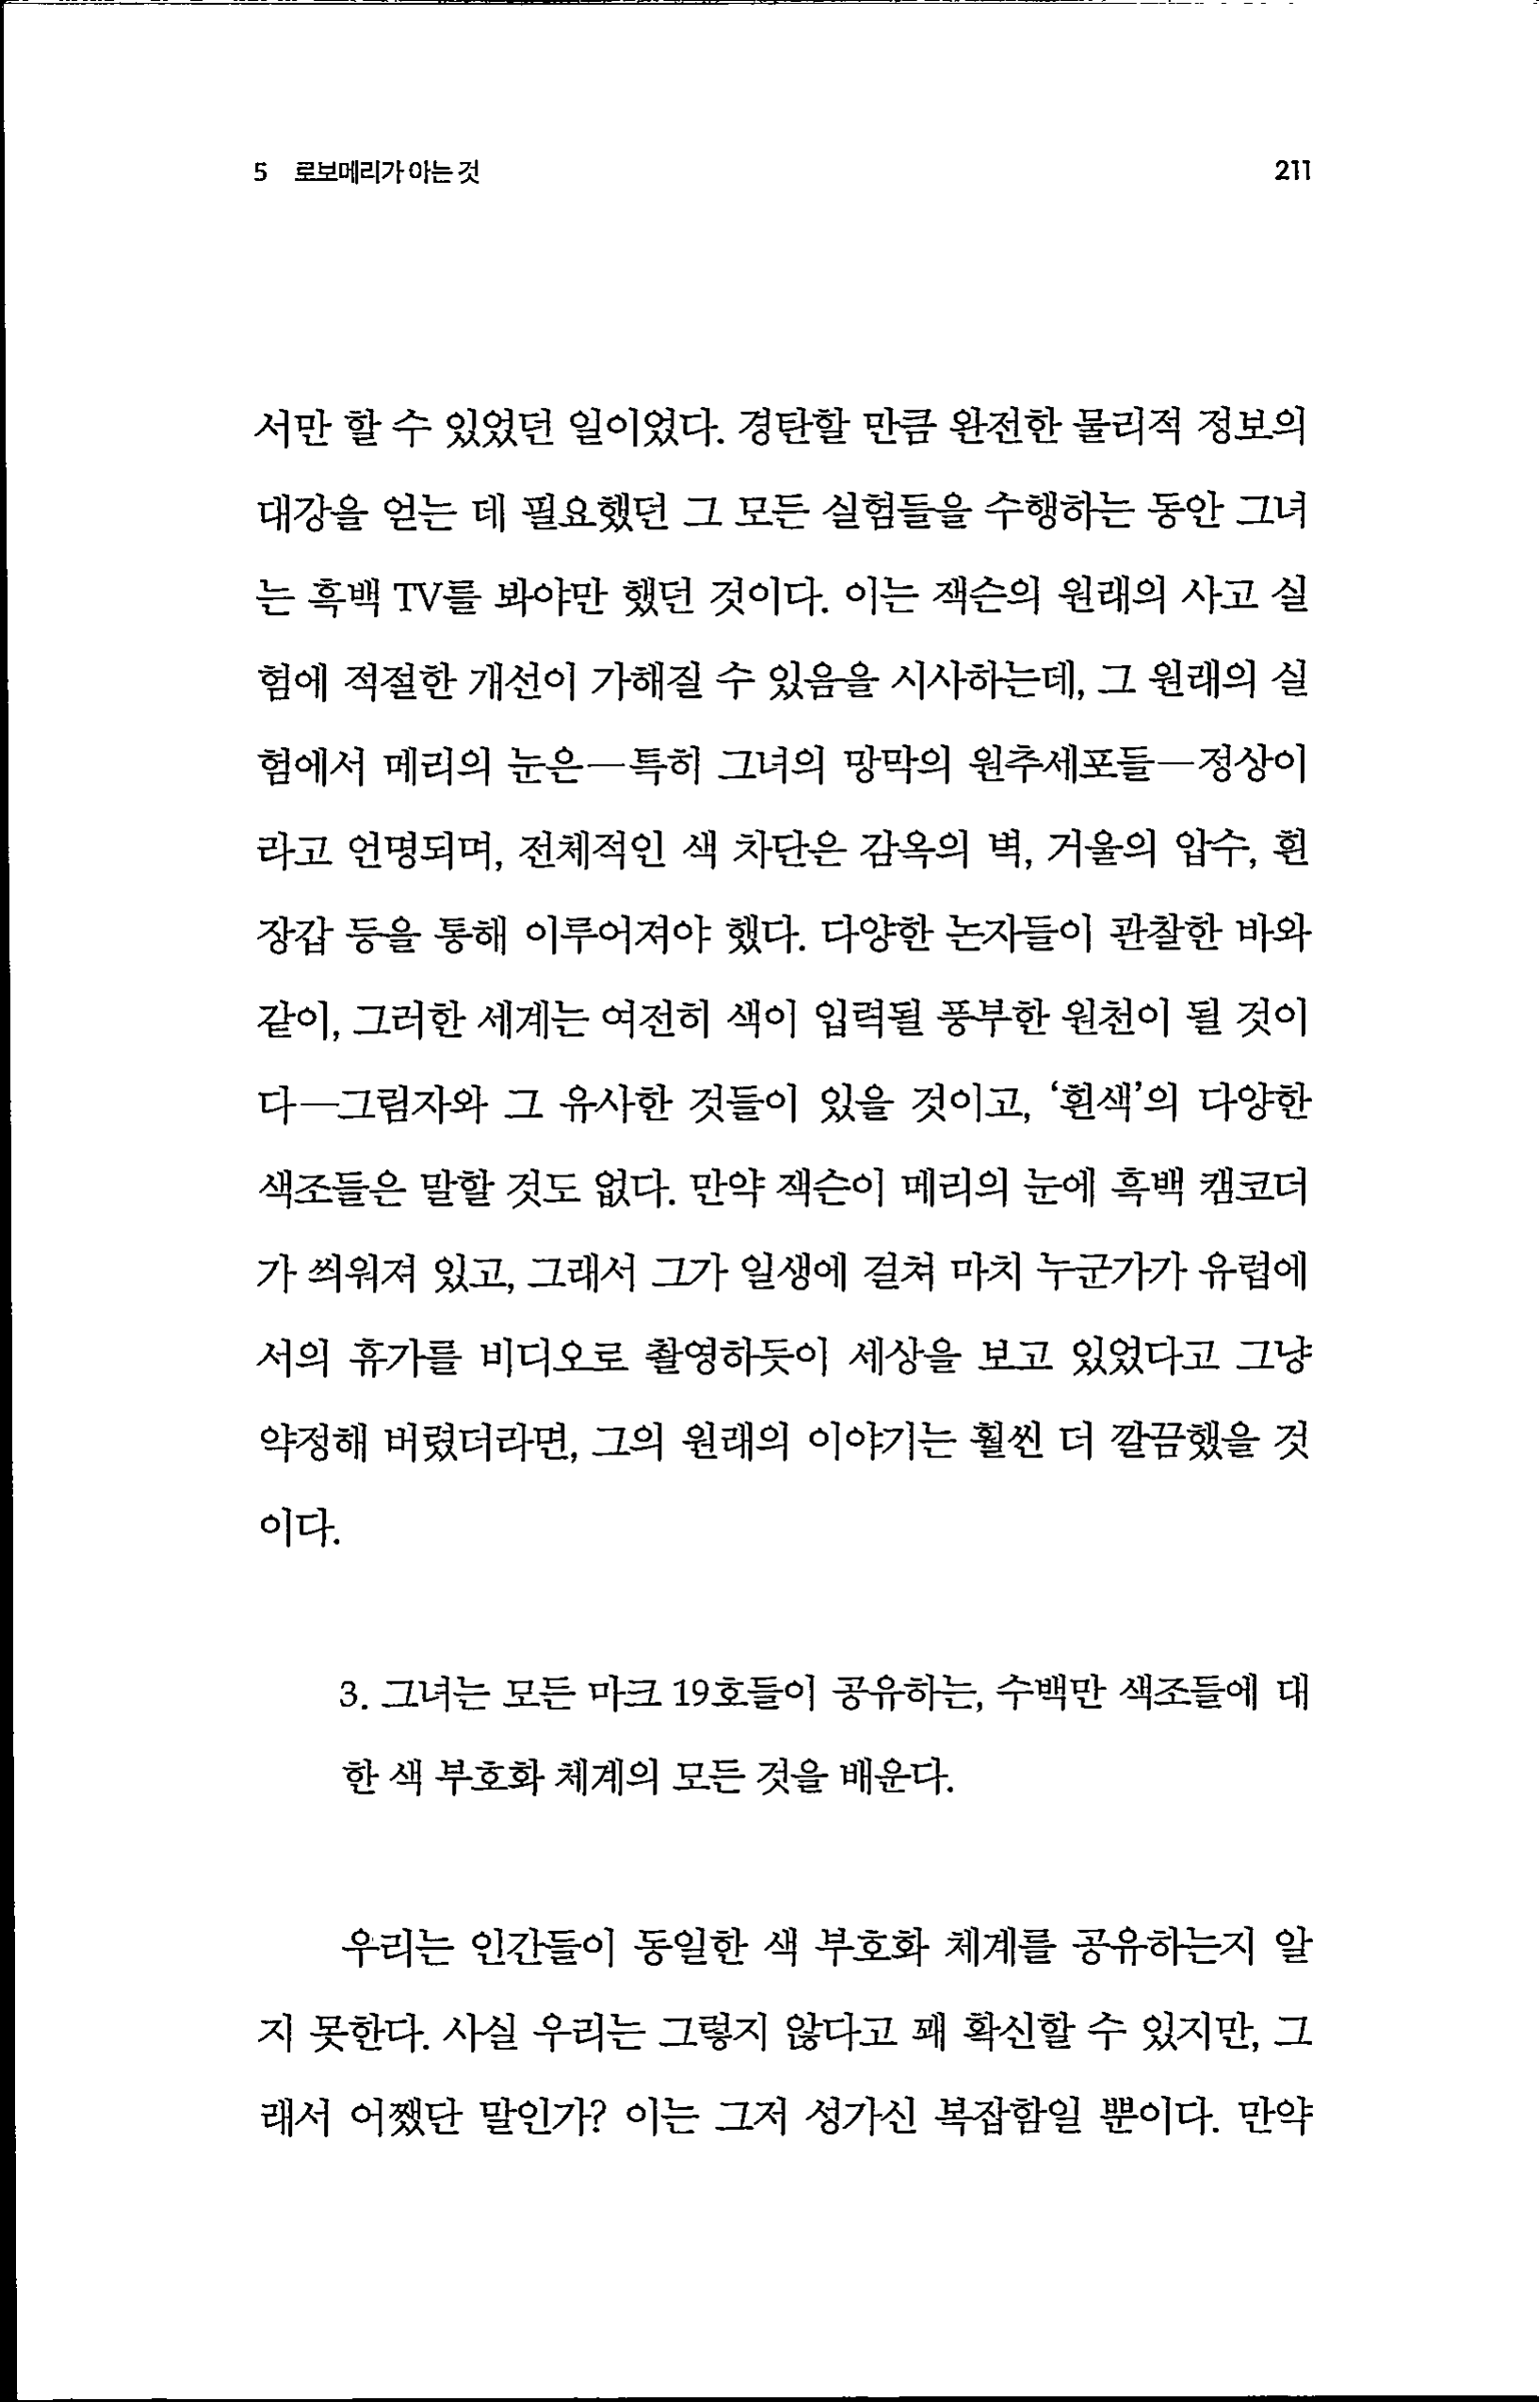 5 로보메리가 아는 것 211
서만 할 수 있었던 일이었다. 경탄할 만큼 완전한 물리적 정보의
대강을 얻는 데 필요했던 그 모든 실험들을 수행하는 동안 그녀
는 흑백 TV를 봐야만 했던 것이다. 이는 잭슨의 원래의 사고 실
험에 적절한 개선이 가해질 수 있음을 시사하는데, 그 원래의 실
험에서 메리의 눈은—특히 그녀의 망막의 원추세포들—정상이
라고 언명되며, 전체적인 색 차단은 감옥의 벽, 거울의 압수, 흰
장갑 등을 통해 이루어져야 했다. 다양한 논자들이 관찰한 바와
같이, 그러한 세계는 여전히 색이 입력될 풍부한 원천이 될 것이
다—그림자와 그 유사한 것들이 있을 것이고, ‘흰색’의 다양한
색조들은 말할 것도 없다. 만약 잭슨이 메리의 눈에 흑백 캠코더
가 씌워져 있고, 그래서 그가 일생에 걸쳐 마치 누군가가 유럽에
서의 휴가를 비디오로 촬영하듯이 세상을 보고 있었다고 그냥
약정해 버렸더라면, 그의 원래의 이야기는 훨씬 더 깔끔했을 것
이다.
3. 그녀는 모든 마크 19호들이 공유하는, 수백만 색조들에 대
한 색 부호화 체계의 모든 것을 배운다.
우리는 인간들이 동일한 색 부호화 체계를 공유하는지 알
지 못한다. 사실 우리는 그렇지 않다고 꽤 확신할 수 있지만, 그
래서 어쨌단 말인가? 이는 그저 성가신 복잡함일 뿐이다. 만약